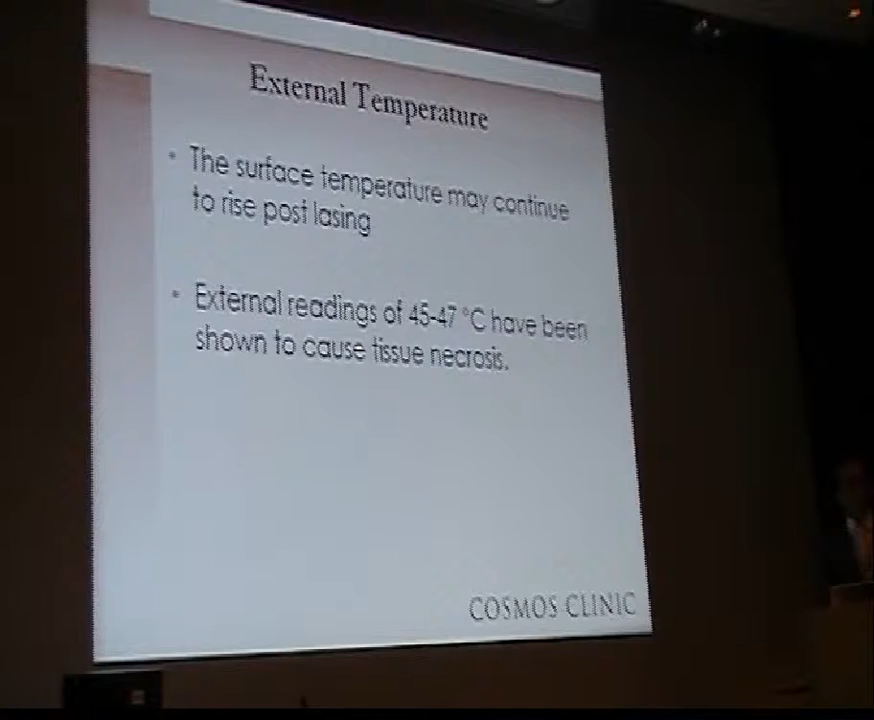 External Temperature
• The surface temperature may continue
to rise post lasing
• External readings of 45-47 °C have been
shown to cause tissue necrosis.
COSMOS CLINIC